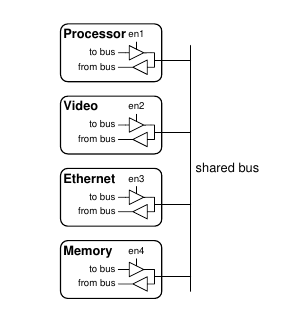 Processor en1
to bus
from bus
Video en2
to bus
from bus
shared bus
Ethernet en3
to bus
from bus
Memory en4
to bus
from bus